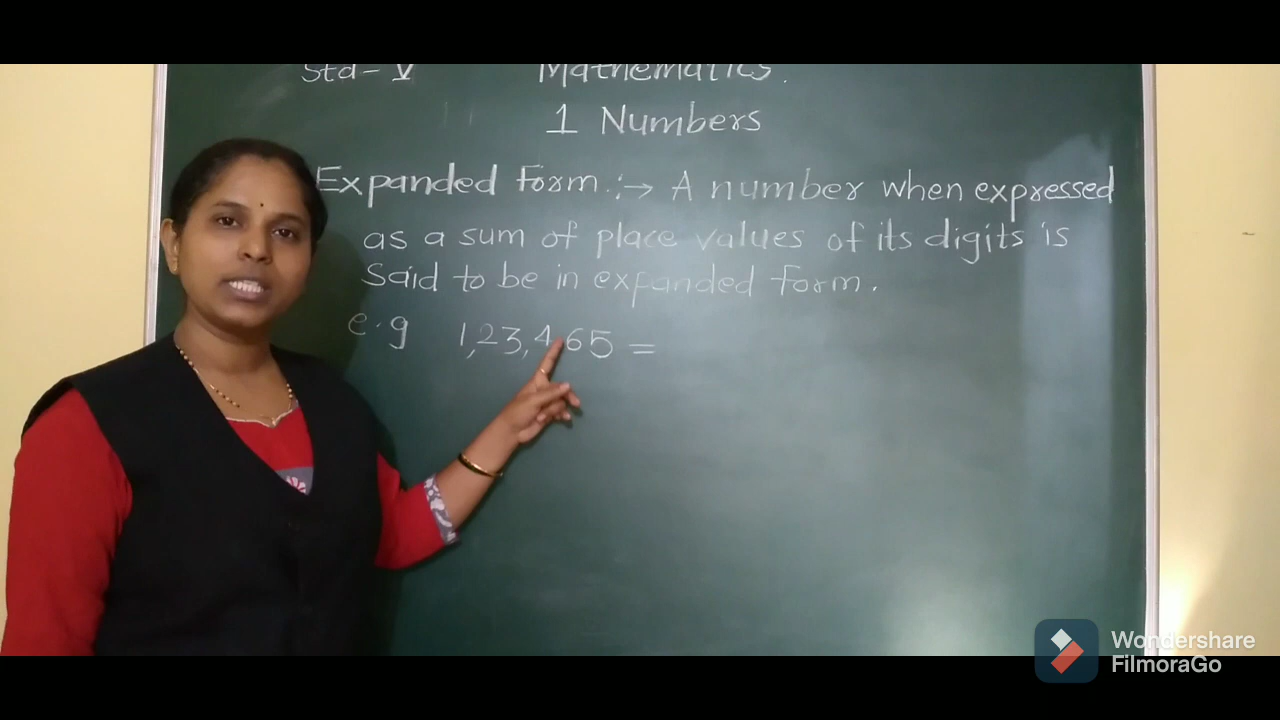 Std - V Mathematics.
1 Numbers
Expanded Form :→ A number when expressed
as a sum of place values of its digits is
said to be in expanded form.
e.g 1,23,465 =
Wondershare
FilmoraGo